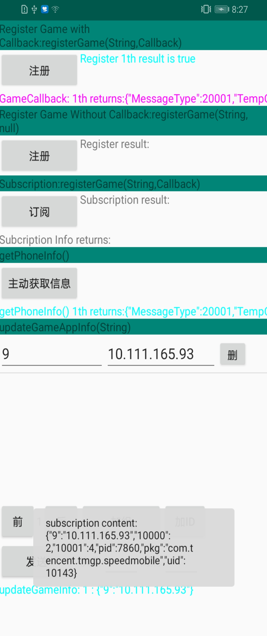 8:27
Register Game with
Callback:registerGame(String,Callback)
注册
Register 1th result is true
GameCallback: 1th returns:{"MessageType":20001,"TempC
Register Game Without Callback:registerGame(String,
null)
注册
Register result:
Subscription:registerGame(String,Callback)
订阅
Subscription result:
Subcription Info returns:
getPhoneInfo()
主动获取信息
getPhoneInfo() 1th returns:{"MessageType":20001,"TempC
updateGameAppInfo(String)
9
10.111.165.93
删
前
发
subscription content:
{"9":"10.111.165.93","10000":
2,"10001":4,"pid":7860,"pkg":"com.t
encent.tmgp.speedmobile","uid":
10143}
updateGameInfo: 1 : {"9":"10.111.165.93"}